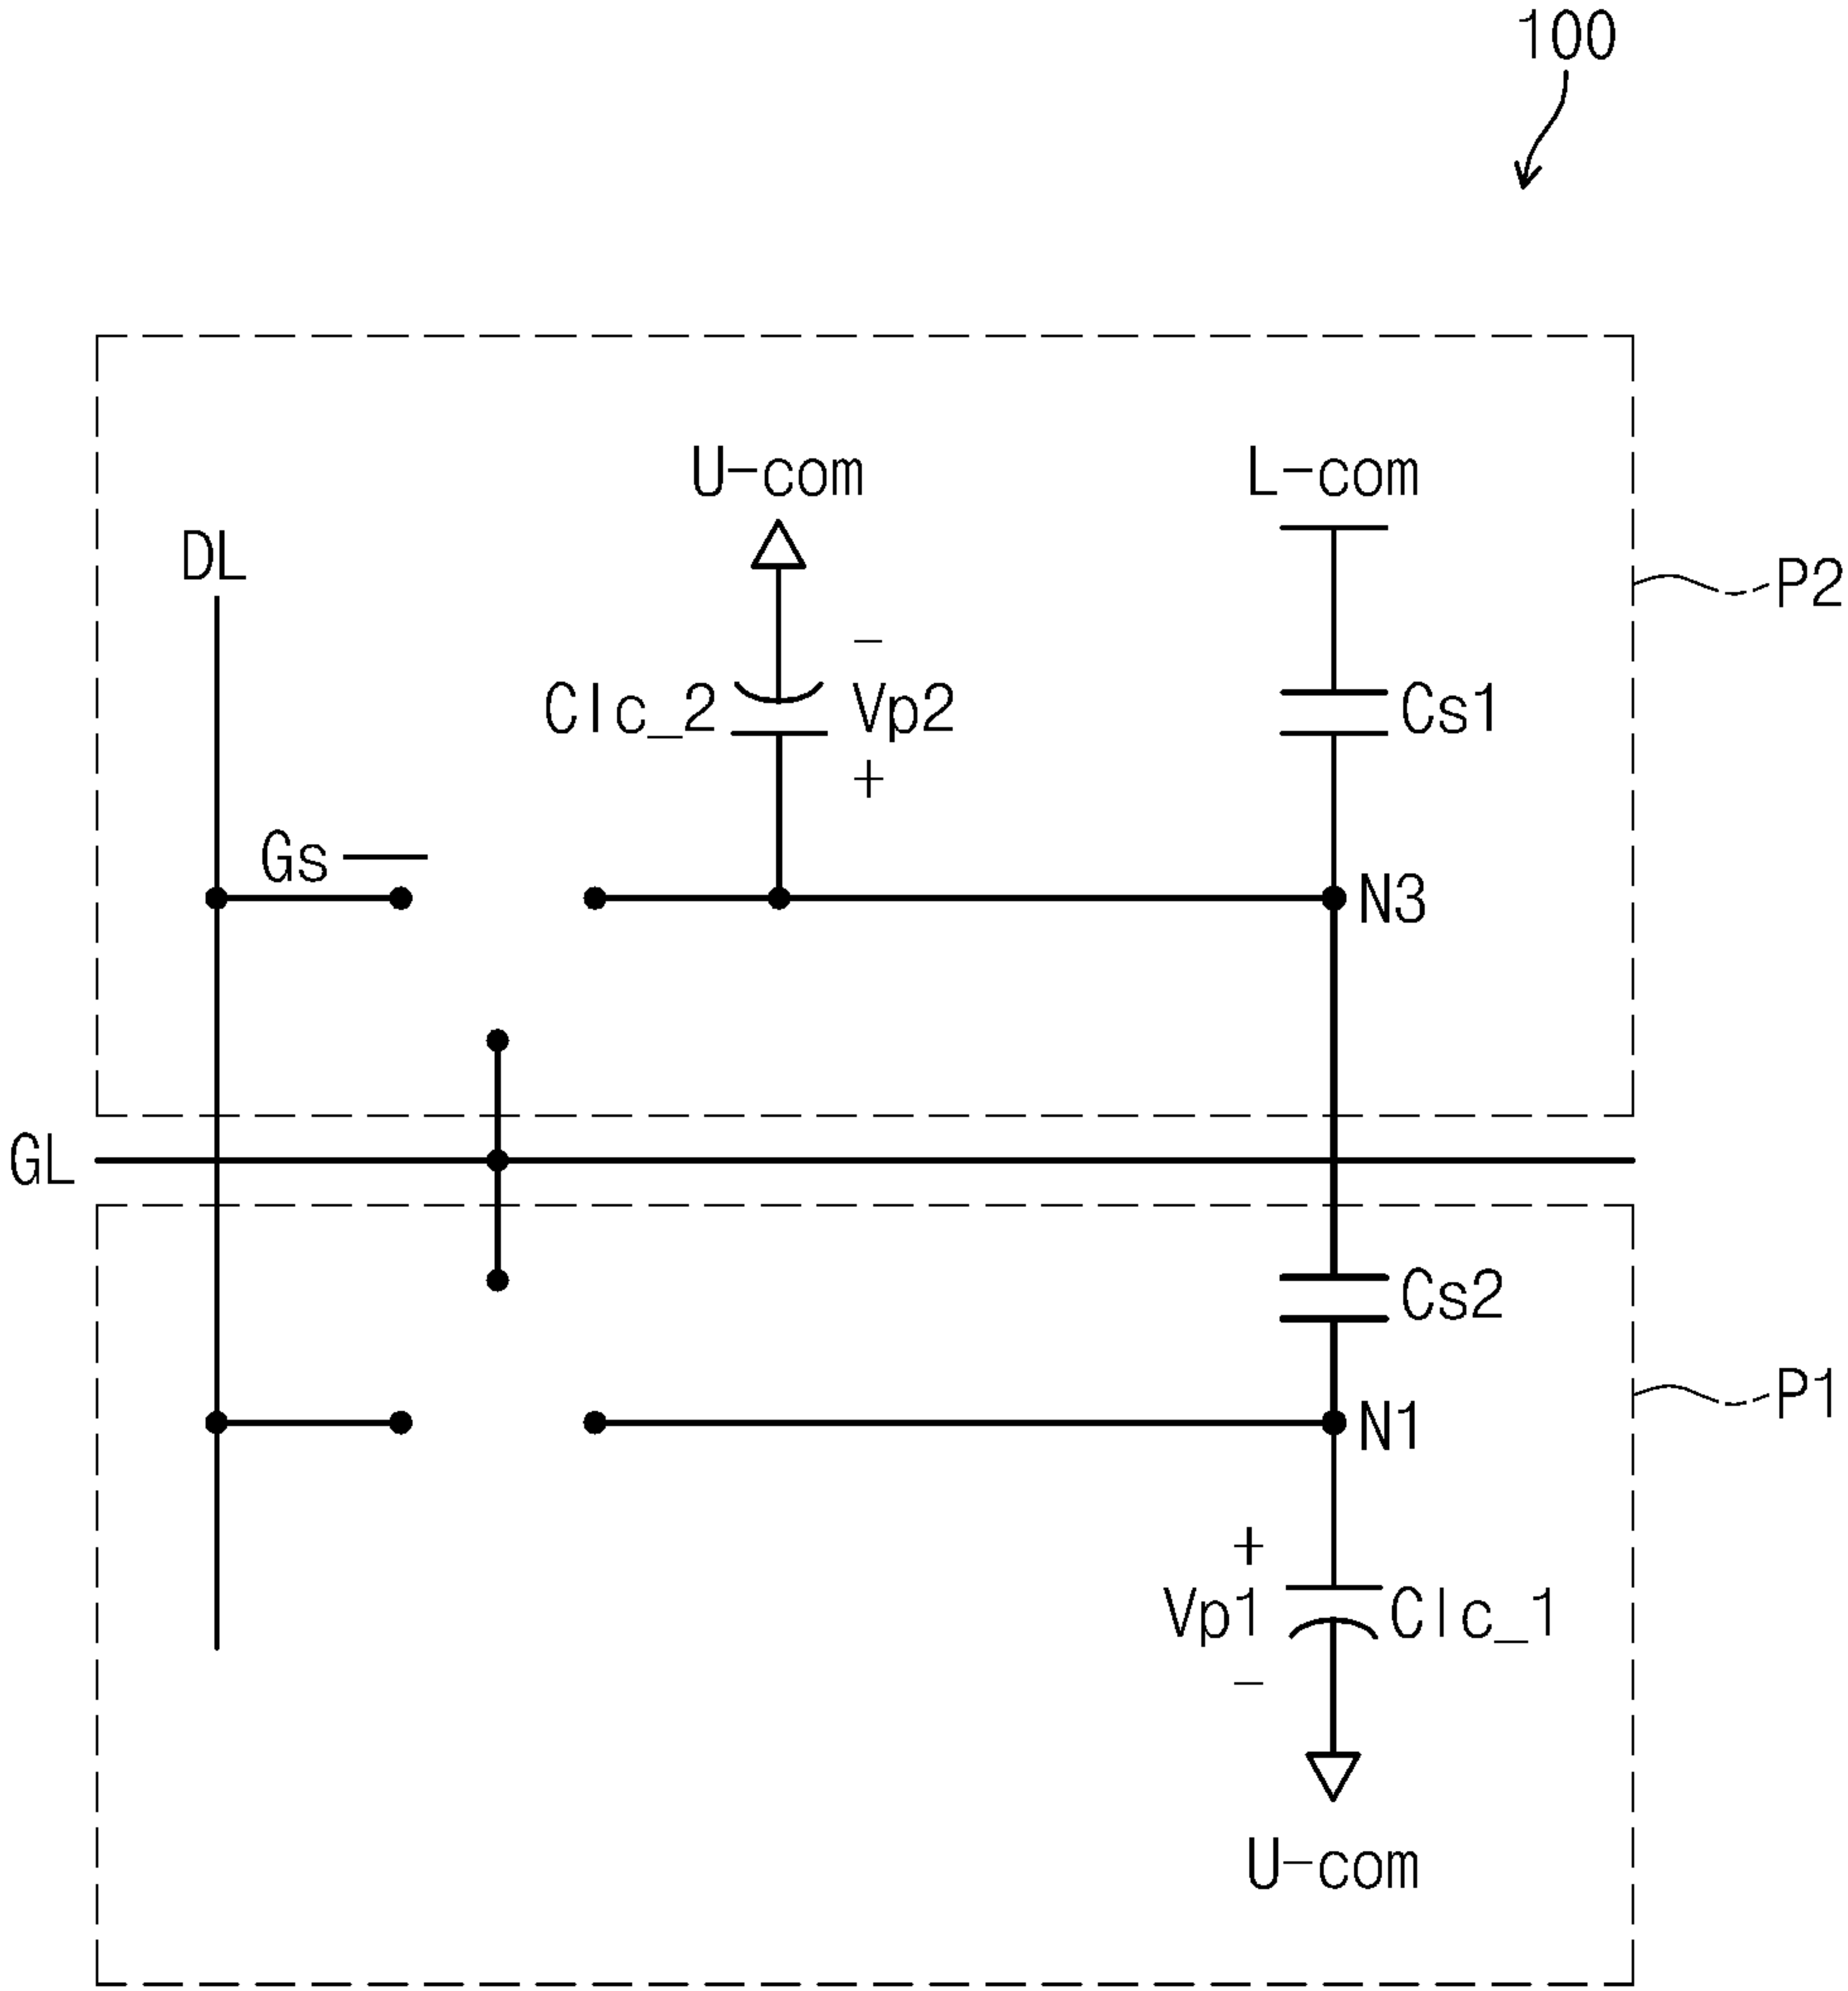 100
U-com
L-com
DL
P2
-
Clc_2
Vp2
Cs1
+
Gs
N3
GL
Cs2
P1
N1
+
Vp1
Clc_1
-
U-com